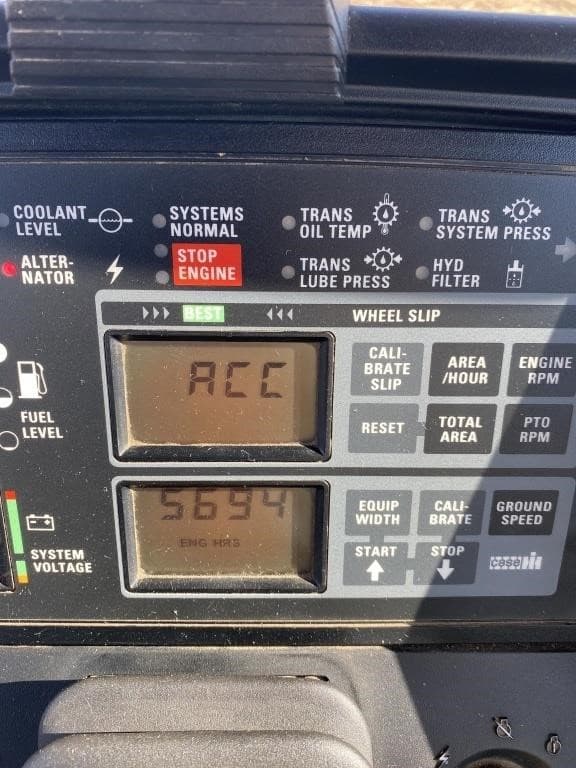 COOLANT
LEVEL
SYSTEMS
NORMAL
TRANS
OIL TEMP
TRANS
SYSTEM PRESS
ALTER-
NATOR
STOP
ENGINE
TRANS
LUBE PRESS
HYD
FILTER
BEST
WHEEL SLIP
ACC
CALI-
BRATE
SLIP
AREA
/HOUR
ENGINE
RPM
RESET
TOTAL
AREA
PTO
RPM
FUEL
LEVEL
5694
ENG HRS
EQUIP
WIDTH
CALI-
BRATE
GROUND
SPEED
START
STOP
CASE IH
SYSTEM
VOLTAGE